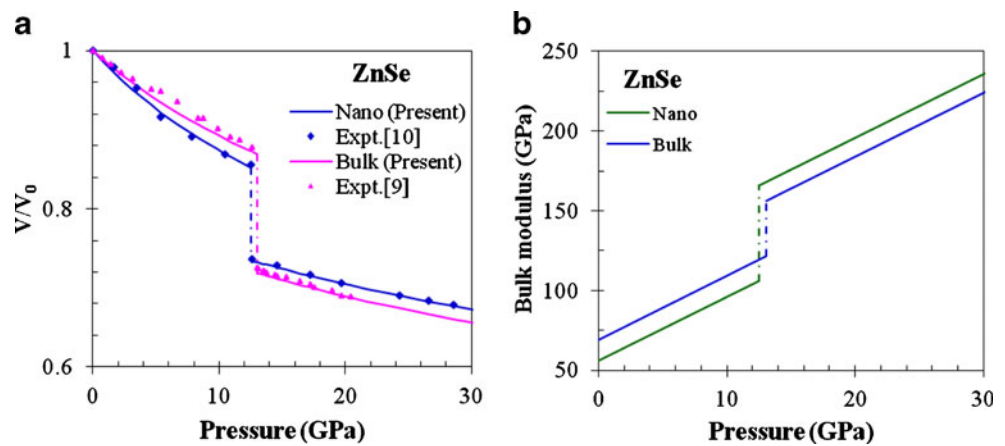 a
1
0.8
0.6
V/V0
ZnSe
Nano (Present)
Expt.[10]
Bulk (Present)
Expt.[9]
0
10
20
30
Pressure (GPa)
b
250
200
150
100
50
Bulk modulus (GPa)
ZnSe
Nano
Bulk
0
10
20
30
Pressure (GPa)